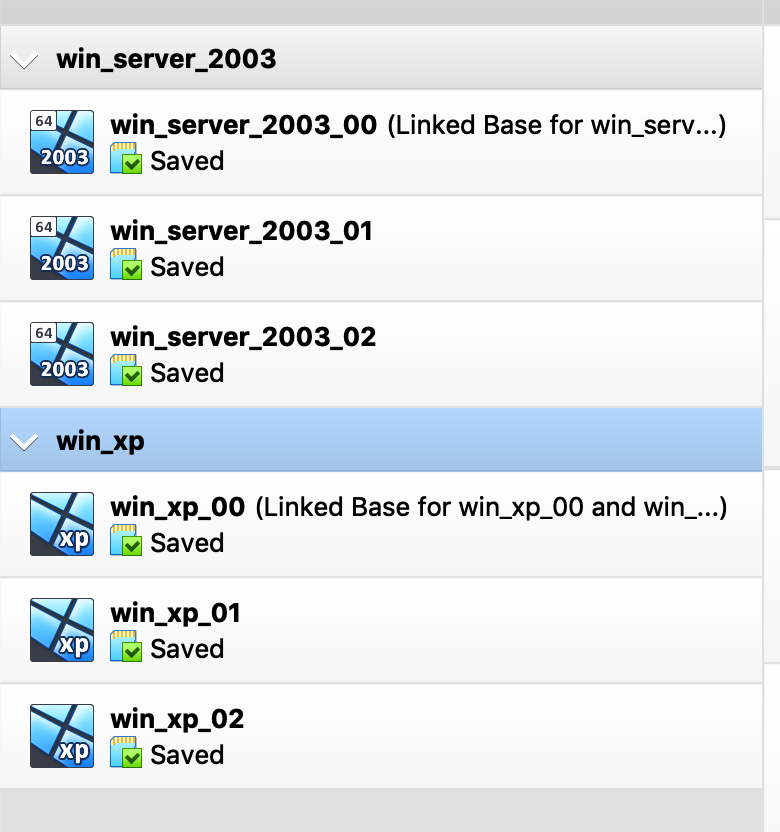 win_server_2003
64
2003
win_server_2003_00 (Linked Base for win_serv...)
Saved
64
2003
win_server_2003_01
Saved
64
2003
win_server_2003_02
Saved
win_xp
xp
win_xp_00 (Linked Base for win_xp_00 and win_...)
Saved
xp
win_xp_01
Saved
xp
win_xp_02
Saved